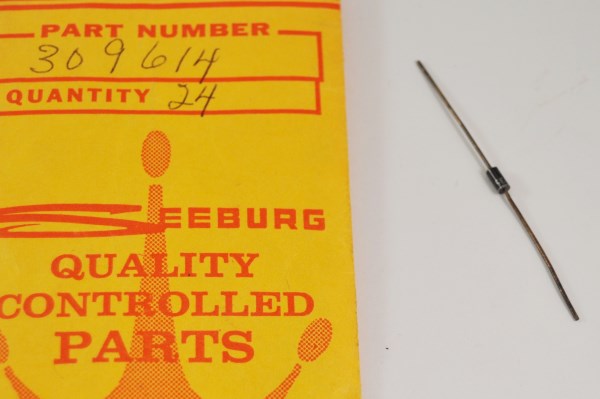 PART NUMBER
309614
QUANTITY 24
SEEBURG
QUALITY
CONTROLLED
PARTS